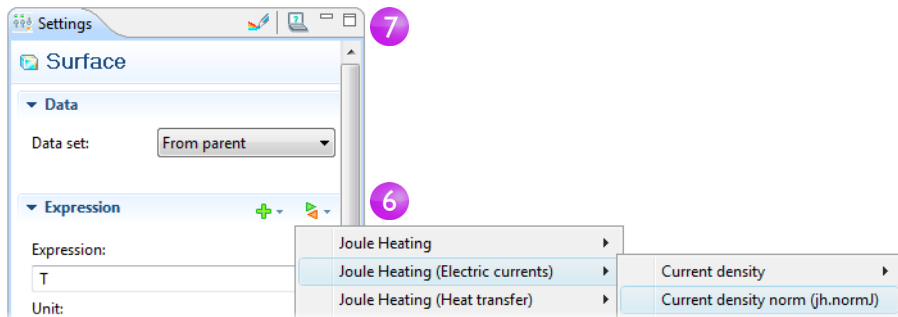 Settings
7
Surface
Data
Data set: From parent
Expression
6
Expression:
Joule Heating
T
Joule Heating (Electric currents)
Current density
Unit:
Joule Heating (Heat transfer)
Current density norm (jh.normJ)